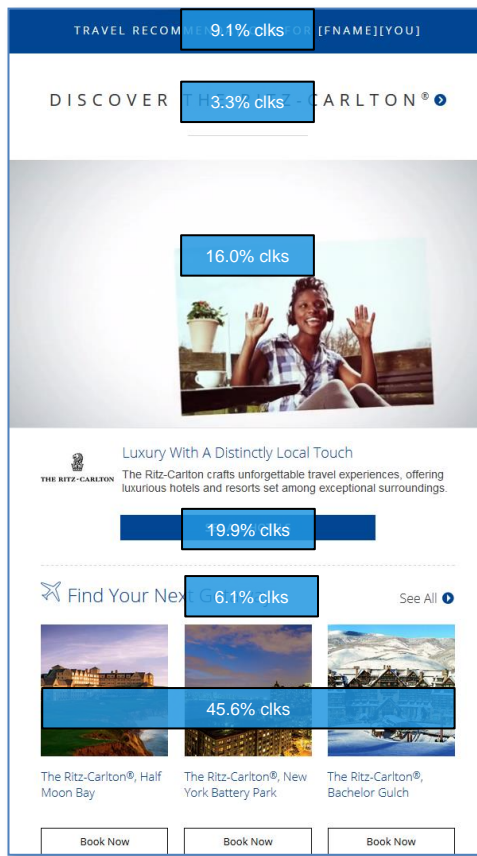 TRAVEL RECOM 9.1% clks FOR [FNAME][YOU]
DISCOVER THE RITZ-CARLTON®
3.3% clks
16.0% clks
Luxury With A Distinctly Local Touch
THE RITZ-CARLTON
The Ritz-Carlton crafts unforgettable travel experiences, offering
luxurious hotels and resorts set among exceptional surroundings.
19.9% clks
Find Your Next
6.1% clks
See All
45.6% clks
The Ritz-Carlton®, Half
Moon Bay
The Ritz-Carlton®, New
York Battery Park
The Ritz-Carlton®,
Bachelor Gulch
Book Now
Book Now
Book Now